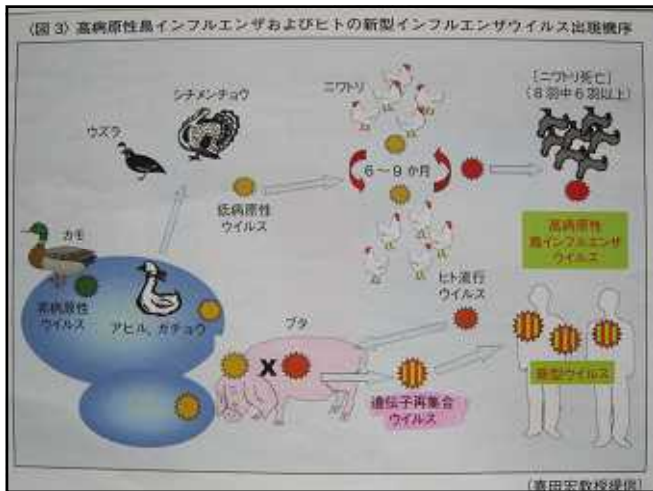 〈図3〉高病原性鳥インフルエンザおよびヒトの新型インフルエンザウイルス出現機序
シチメンチョウ
ウズラ
ニワトリ
[ニワトリ死亡]
(8羽中6羽以上)
6〜9か月
低病原性
ウイルス
カモ
非病原性
ウイルス
アヒル、ガチョウ
高病原性
鳥インフルエンザ
ウイルス
ヒト流行
ウイルス
ブタ
X
遺伝子再集合
ウイルス
新型ウイルス
(喜田宏教授提供)